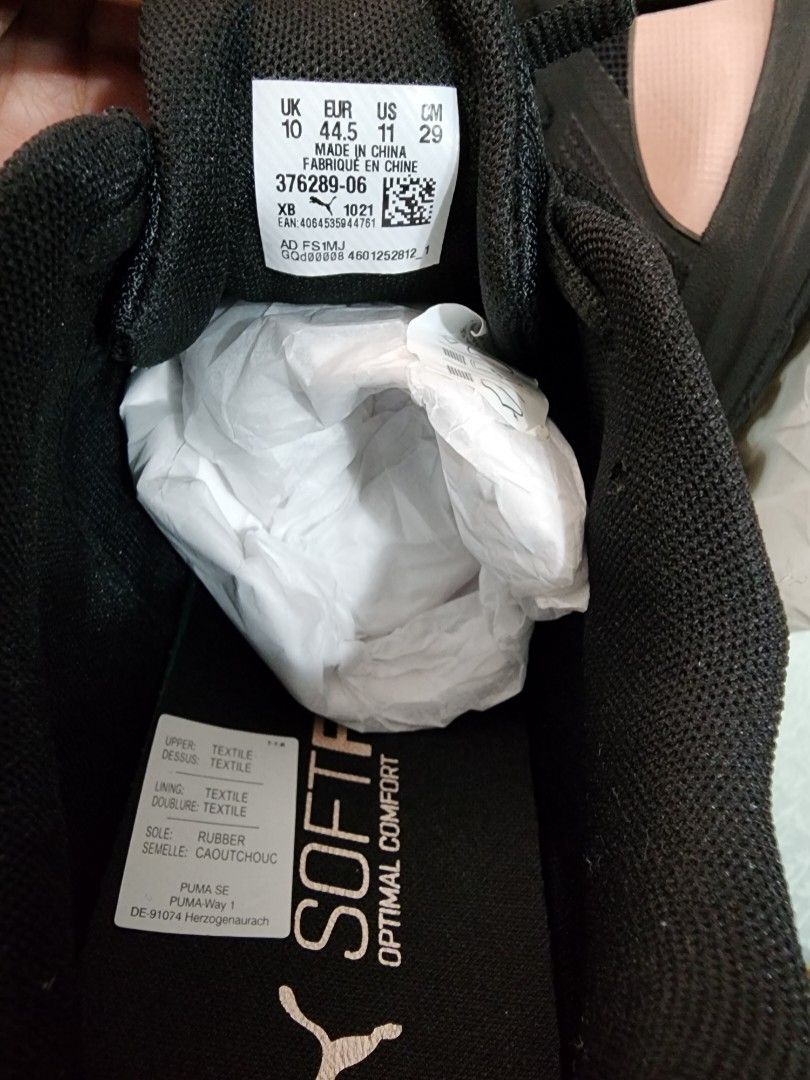 UK EUR US CM
10 44.5 11 29
MADE IN CHINA
FABRIQUÉ EN CHINE
376289-06
XB 1021
EAN:4064535944761
AD FS1MJ
GQd00008 4601252812_1
UPPER: TEXTILE
DESSUS: TEXTILE
LINING: TEXTILE
DOUBLURE: TEXTILE
SOLE: RUBBER
SEMELLE: CAOUTCHOUC
PUMA SE
PUMA-Way 1
DE-91074 Herzogenaurach
SOFTF
OPTIMAL COMFORT